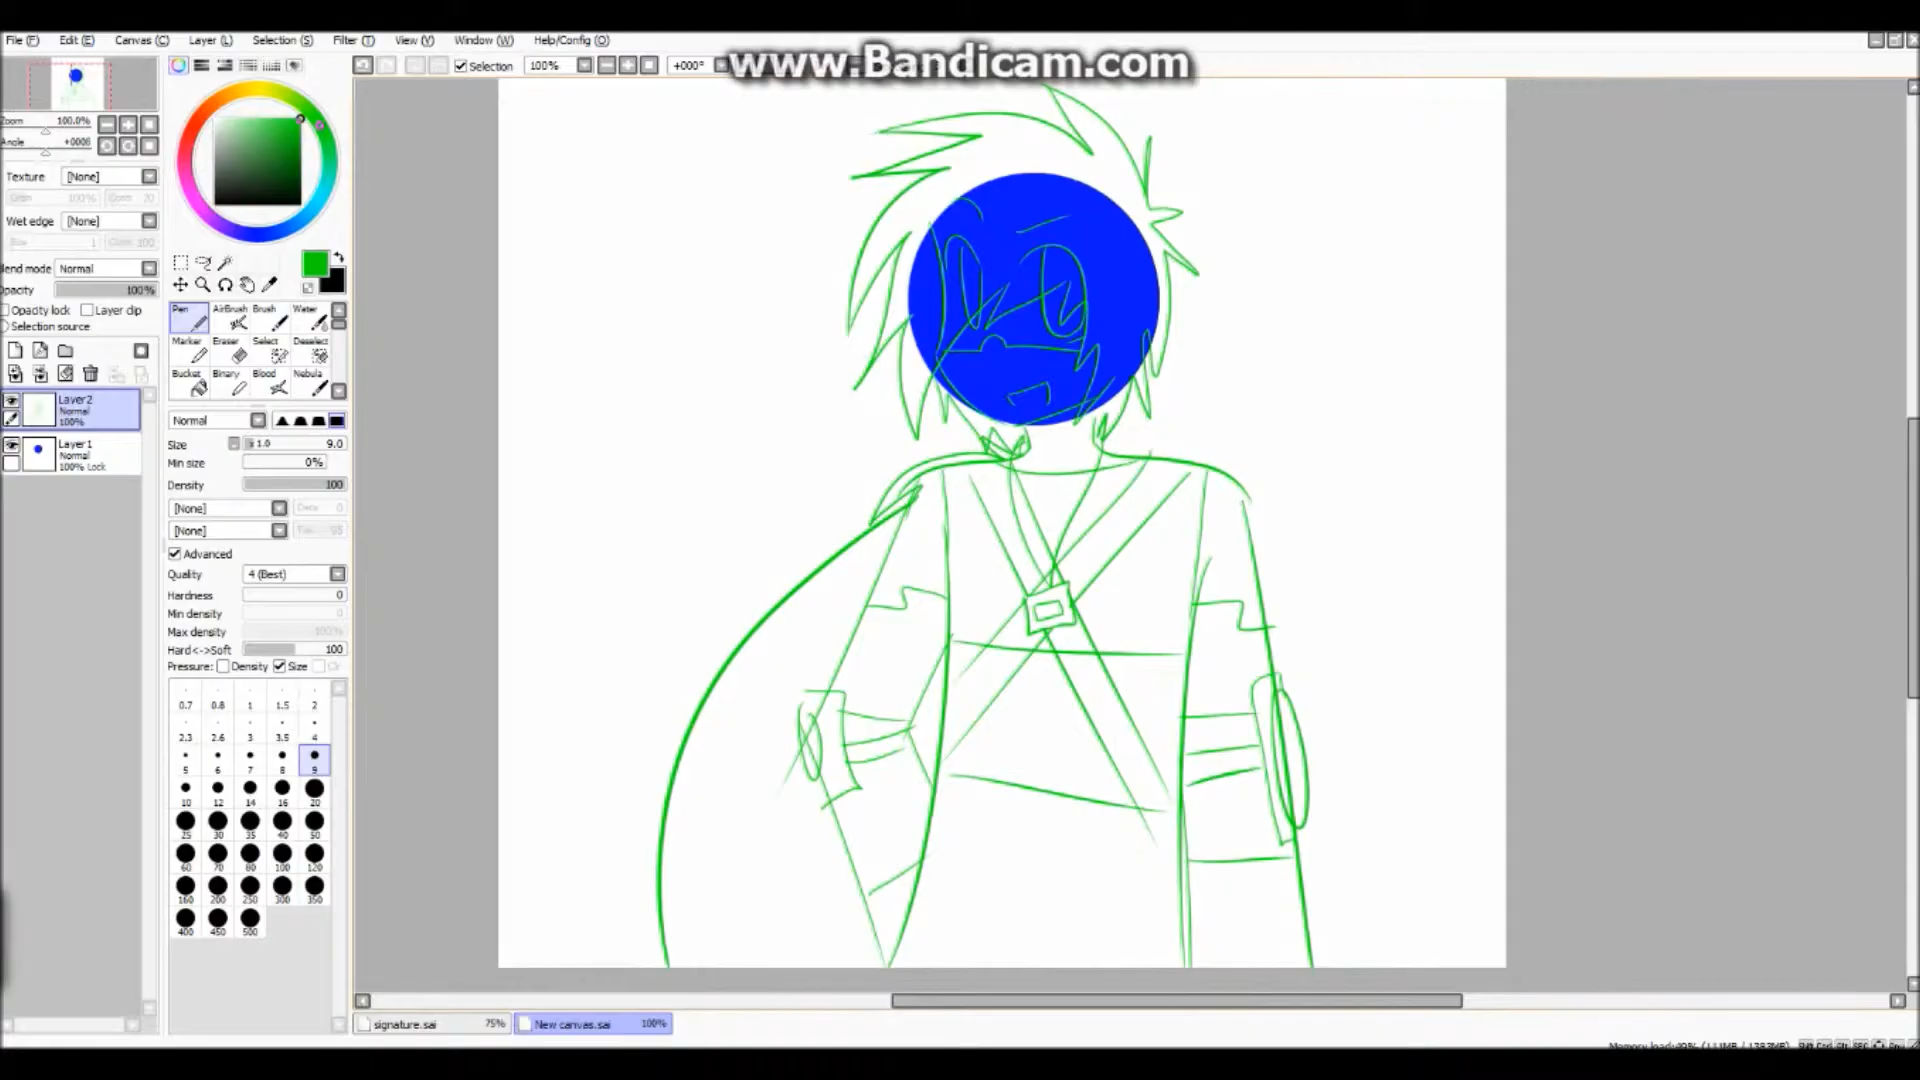 File (F) Edit (E) Canvas (C) Layer (L) Selection (S) Filter (T) View (V) Window (W) Help/Config (O)
www.Bandicam.com
Selection 100% +000°
Zoom 100.0%
Angle +000
Texture [None]
Wet edge [None]
lend mode Normal
Opacity 100%
Opacity lock Layer clip
Selection source
Pen AirBrush Brush Water
Marker Eraser Select Deselect
Bucket Binary Blood Nebula
Layer2
Normal
100%
Layer1
Normal
100% Lock
Normal
Size x 1.0 9.0
Min size 0%
Density 100
[None]
[None]
Advanced
Quality 4 (Best)
Hardness 0
Min density 0
Max density 100%
Hard<->Soft 100
Pressure: Density Size
0.7 0.8 1 1.5 2
2.3 2.6 3 3.5 4
5 6 7 8 9
10 12 14 16 20
25 30 35 40 50
60 70 80 100 120
160 200 250 300 350
400 450 500
signature.sai 75% New canvas.sai 100%